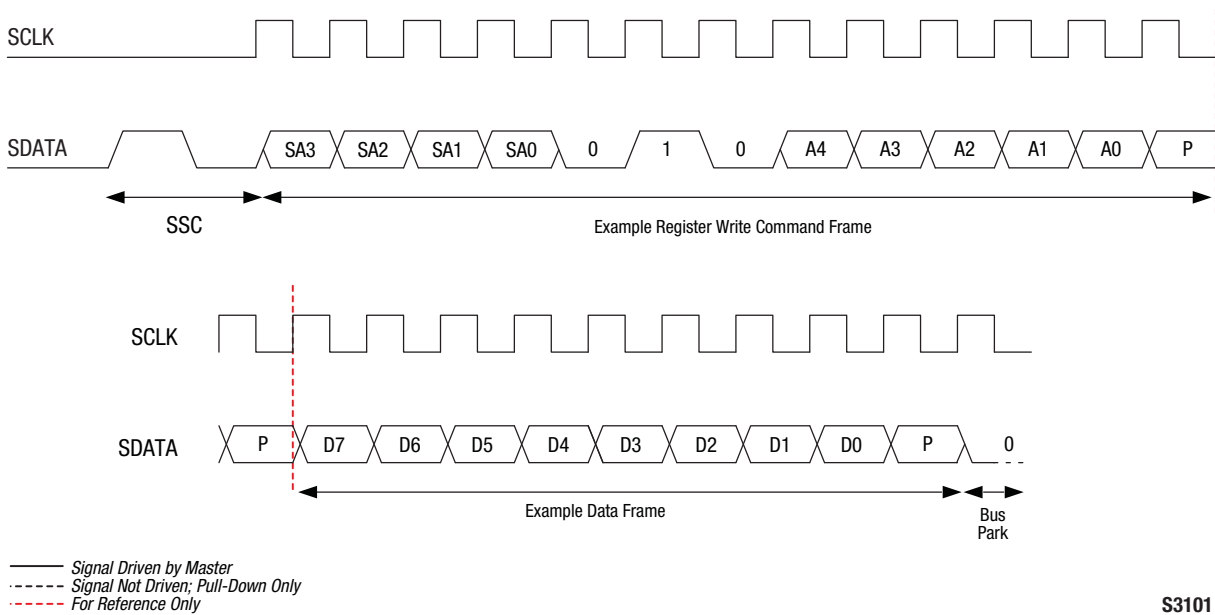 SCLK
SDATA SA3 SA2 SA1 SA0 0 1 0 A4 A3 A2 A1 A0 P
SSC Example Register Write Command Frame
SCLK
SDATA P D7 D6 D5 D4 D3 D2 D1 D0 P 0
Example Data Frame Bus
Park
Signal Driven by Master
Signal Not Driven; Pull-Down Only
For Reference Only S3101